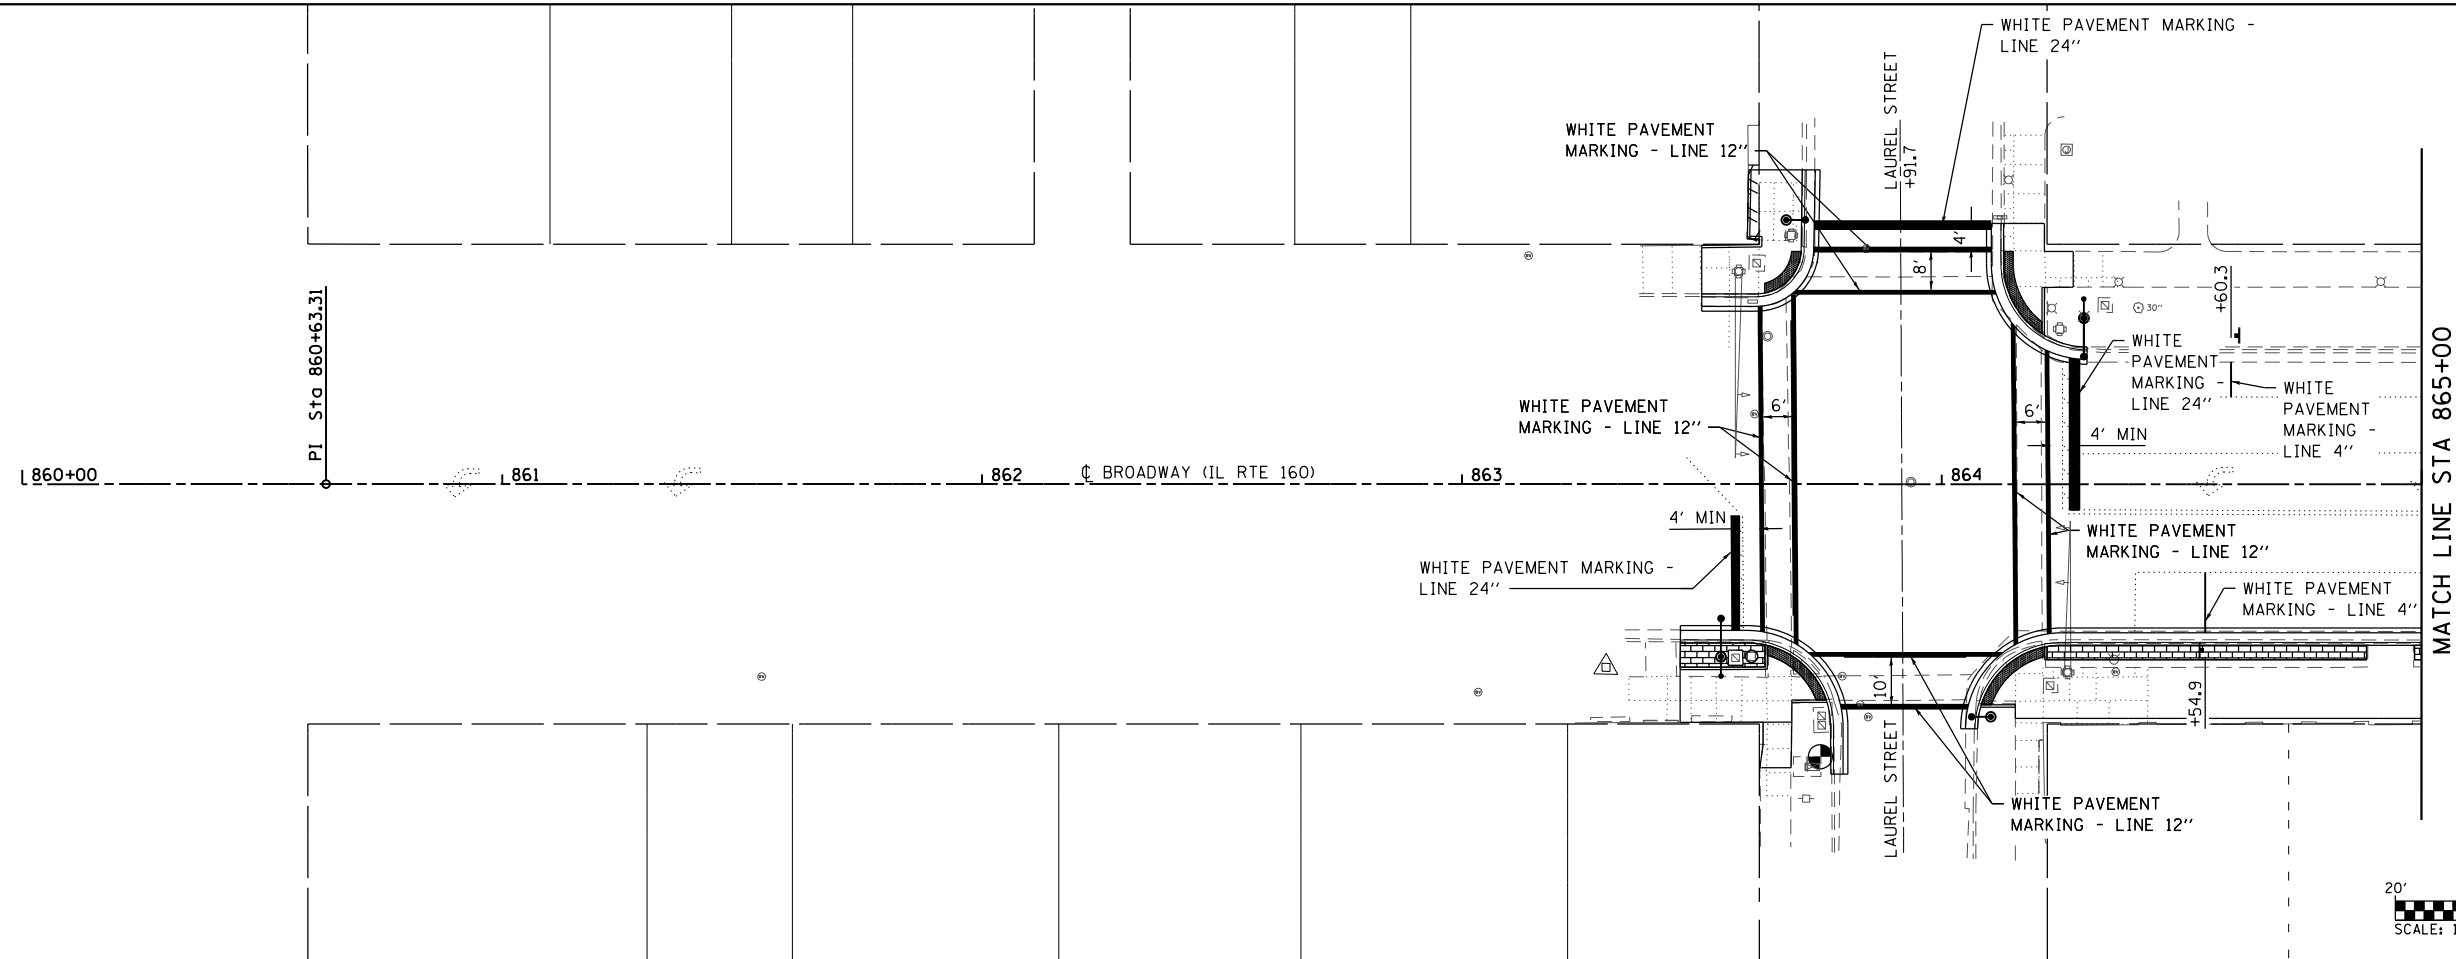 WHITE PAVEMENT MARKING -
LINE 24"
LAUREL STREET
+91.7
WHITE PAVEMENT
MARKING - LINE 12"
4'
8'
30"
+60.3
PI Sta 860+63.31
WHITE
PAVEMENT
MARKING -
LINE 24"
WHITE
PAVEMENT
MARKING -
LINE 4"
MATCH LINE STA 865+00
WHITE PAVEMENT
MARKING - LINE 12"
6'
6'
4' MIN
860+00
861
862
℄ BROADWAY (IL RTE 160)
863
864
4' MIN
WHITE PAVEMENT
MARKING - LINE 12"
WHITE PAVEMENT MARKING -
LINE 24"
WHITE PAVEMENT
MARKING - LINE 4"
10'
+54.9
LAUREL STREET
WHITE PAVEMENT
MARKING - LINE 12"
20'
SCALE: